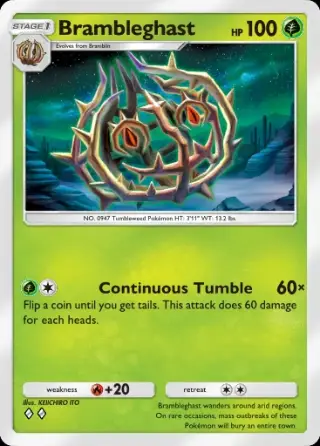 STAGE 1 Brambleghast HP 100
Evolves from Bramblin
NO. 0947 Tumbleweed Pokémon HT: 3'11" WT: 13.2 lbs.
Continuous Tumble 60×
Flip a coin until you get tails. This attack does 60 damage
for each heads.
weakness +20 retreat
Illus. KEIICHIRO ITO
Brambleghast wanders around arid regions.
On rare occasions, mass outbreaks of these
Pokémon will bury an entire town.